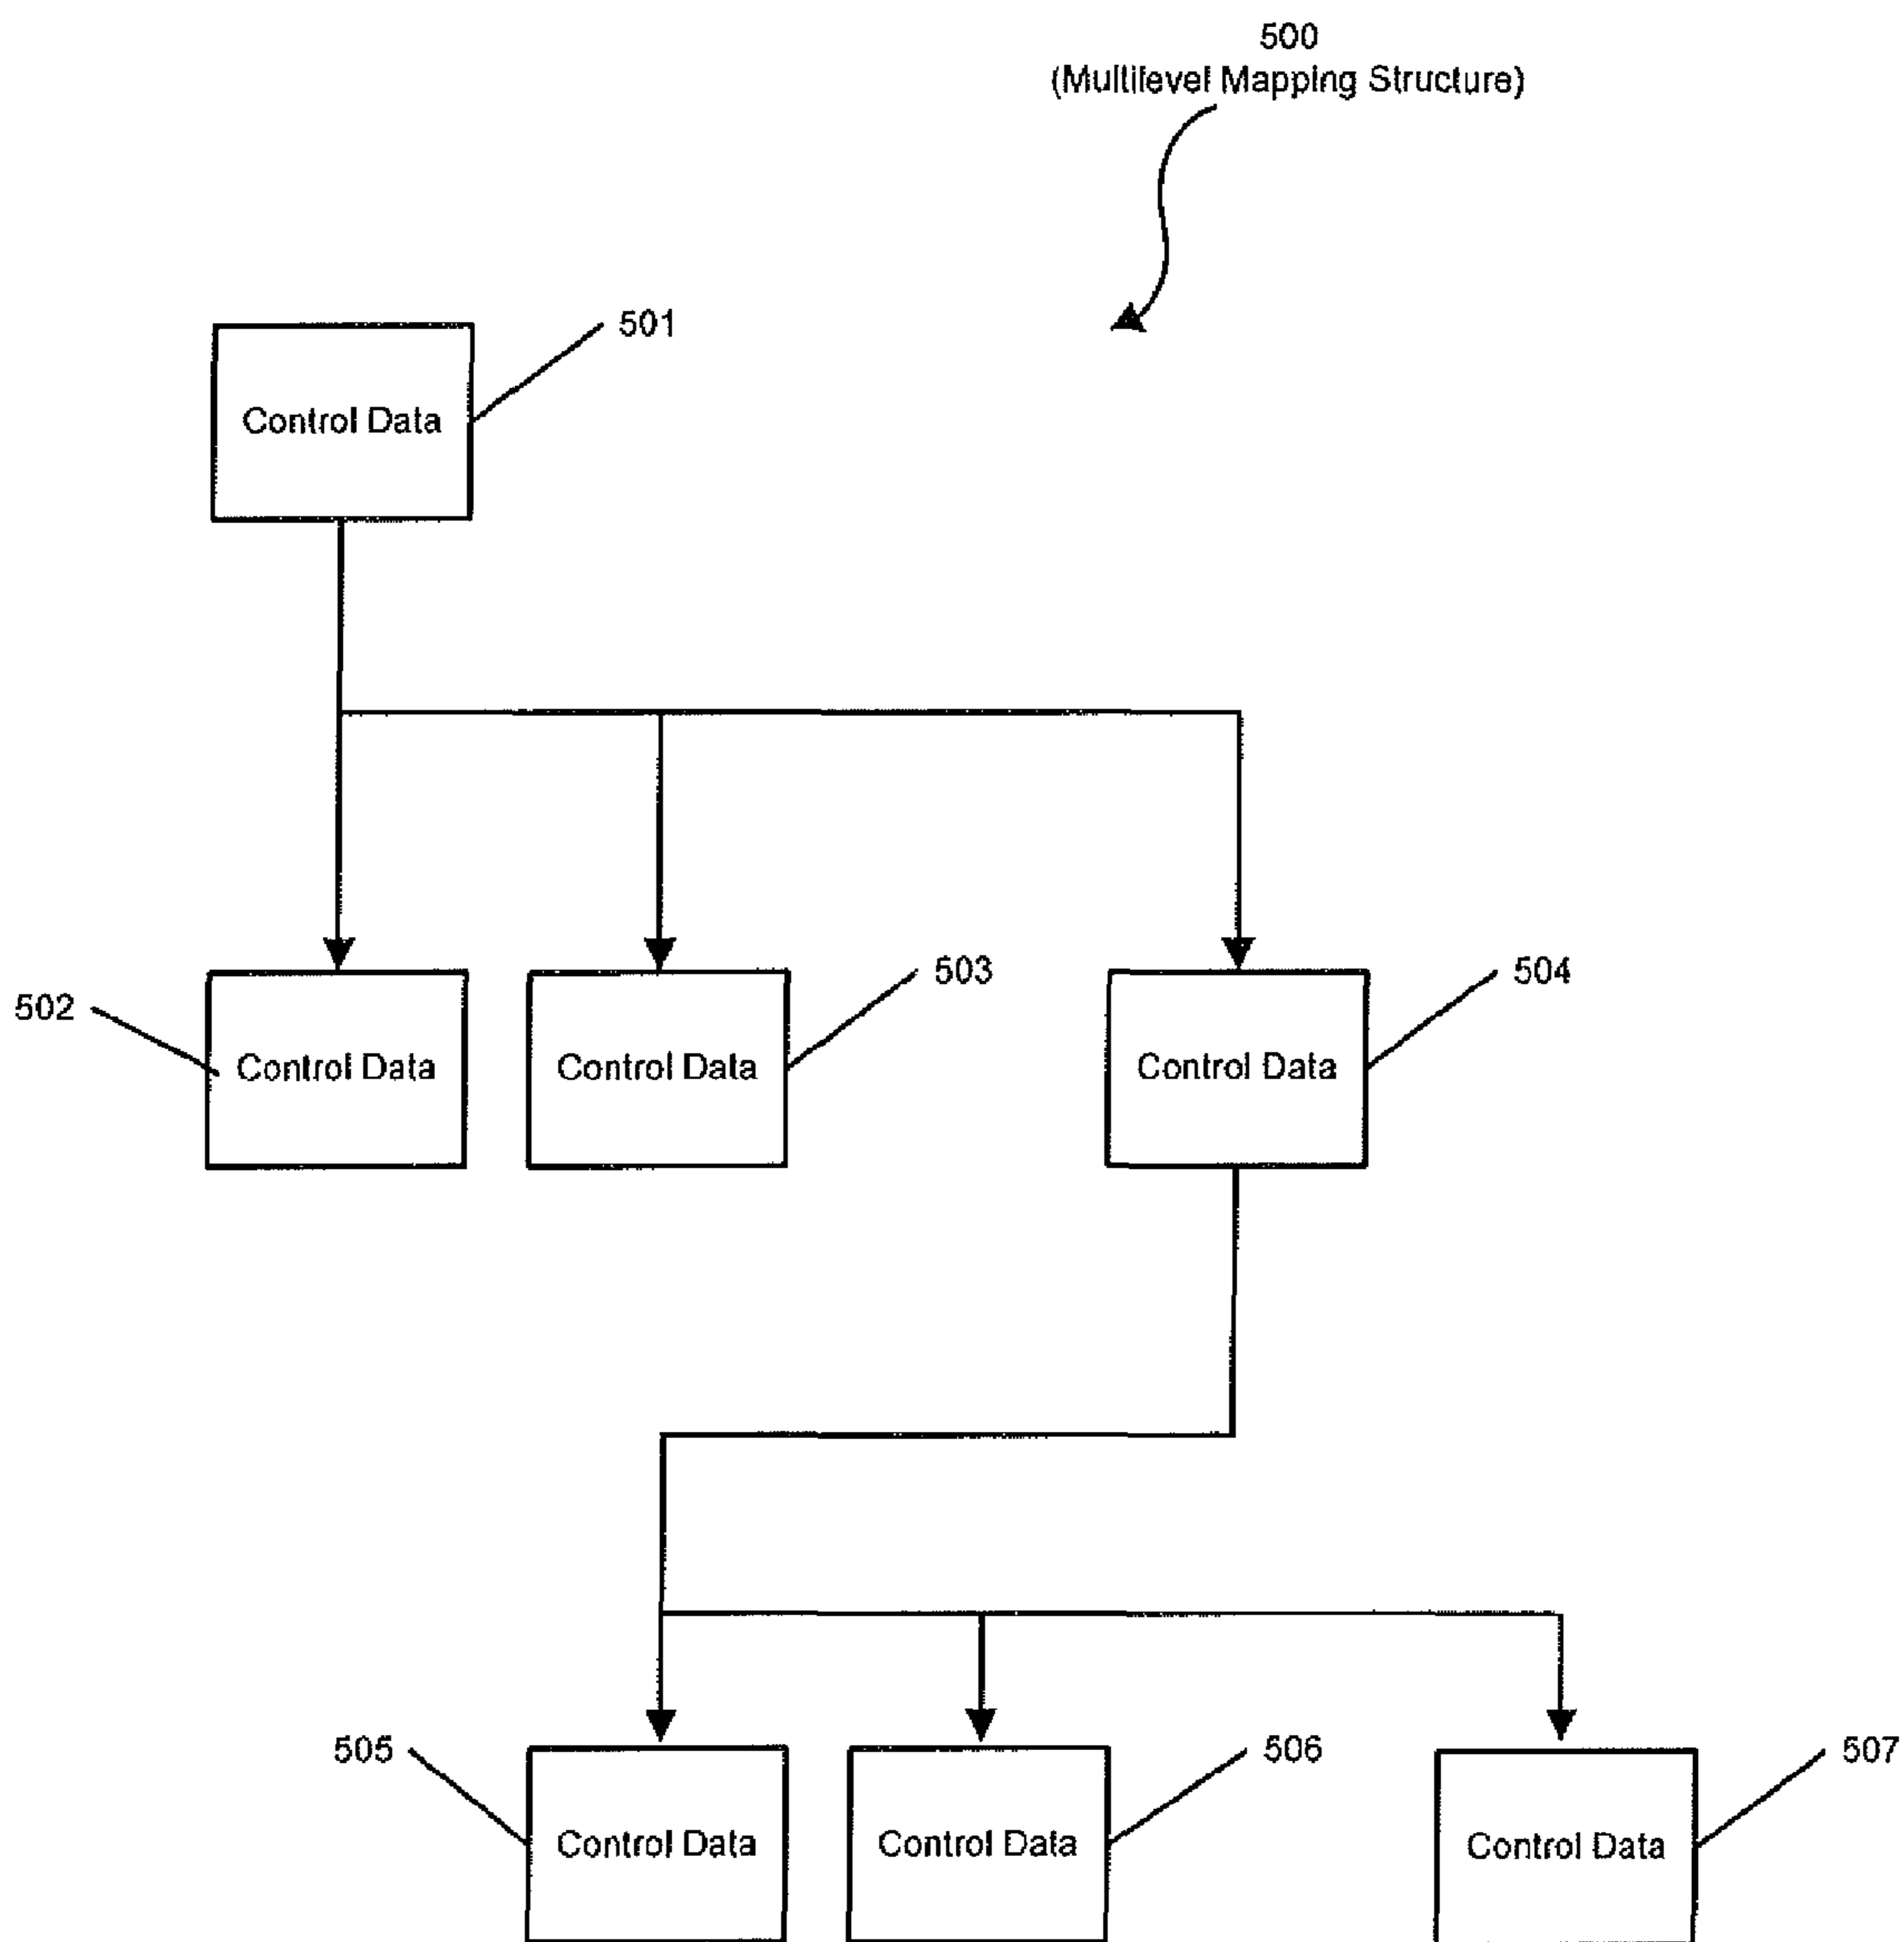 500
(Multilevel Mapping Structure)
501
Control Data
502
503
504
Control Data
Control Data
Control Data
505
506
507
Control Data
Control Data
Control Data